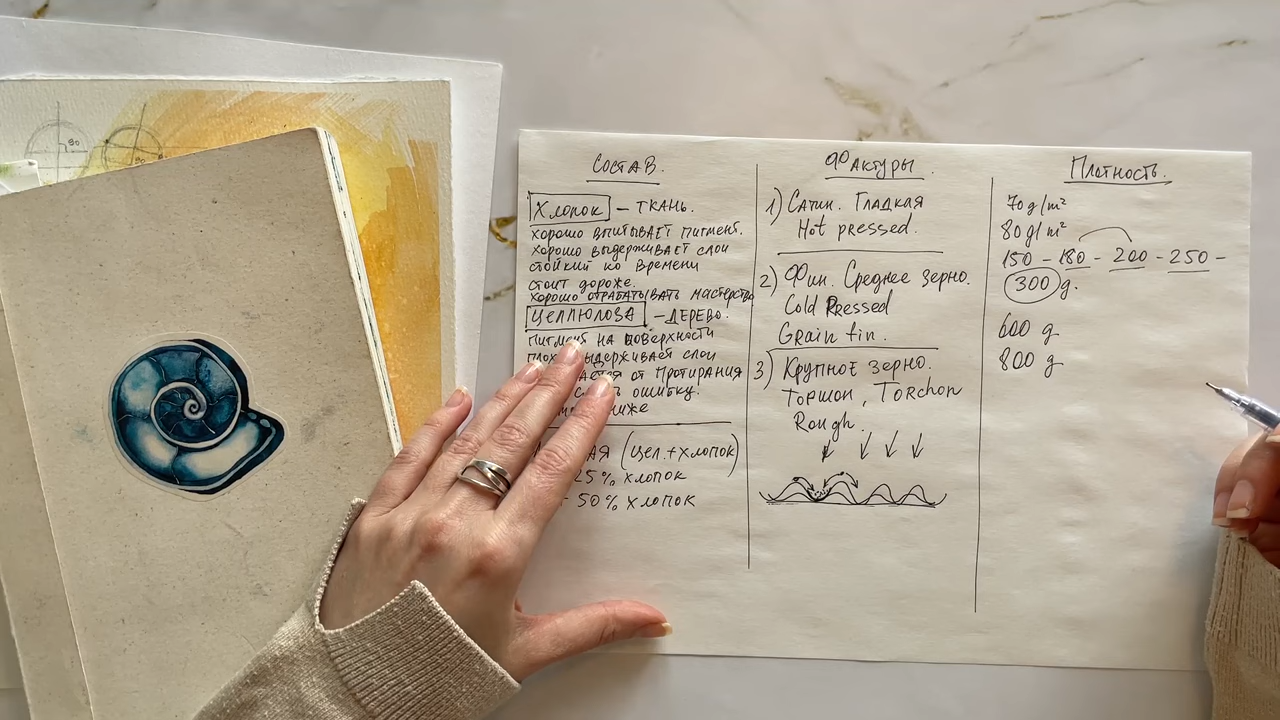 Состав.
Хлопок – ткань.
хорошо впитывает пигмент.
хорошо выдерживает слои
стойкий ко времени
стоит дороже.
хорошо отрабатывать мастерство
Целлюлоза – дерево.
пигмент на поверхности
выдерживает слои
от протирания
ошибку.
ниже
(цел.+хлопок)
25% хлопок
50% хлопок
Фактуры.
1) Сатин. Гладкая
Hot pressed.
2) Фин. Среднее зерно.
Cold Pressed
Grain fin.
3) Крупное зерно.
Торшон, Torchon
Rough
Плотность.
70 g/m²
80 g/m²
150 – 180 – 200 – 250 –
300 g.
600 g
800 g
90